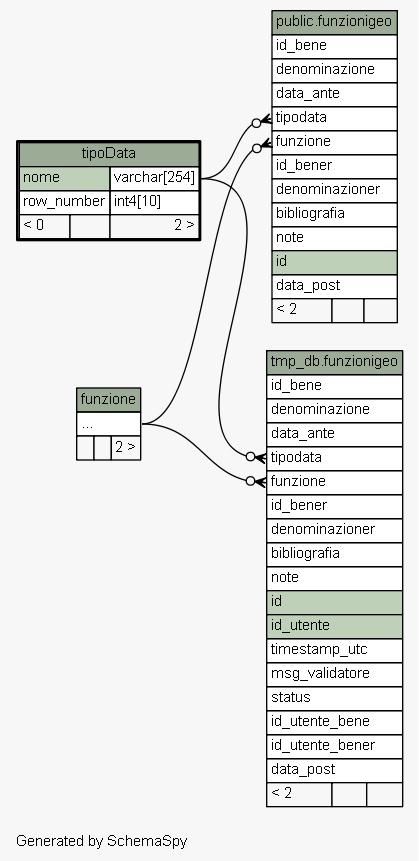 tipoData
nome varchar[254]
row_number int4[10]
< 0 2 >
funzione
...
2 >
public.funzionigeo
id_bene
denominazione
data_ante
tipodata
funzione
id_bener
denominazioner
bibliografia
note
id
data_post
< 2
tmp_db.funzionigeo
id_bene
denominazione
data_ante
tipodata
funzione
id_bener
denominazioner
bibliografia
note
id
id_utente
timestamp_utc
msg_validatore
status
id_utente_bene
id_utente_bener
data_post
< 2
Generated by SchemaSpy